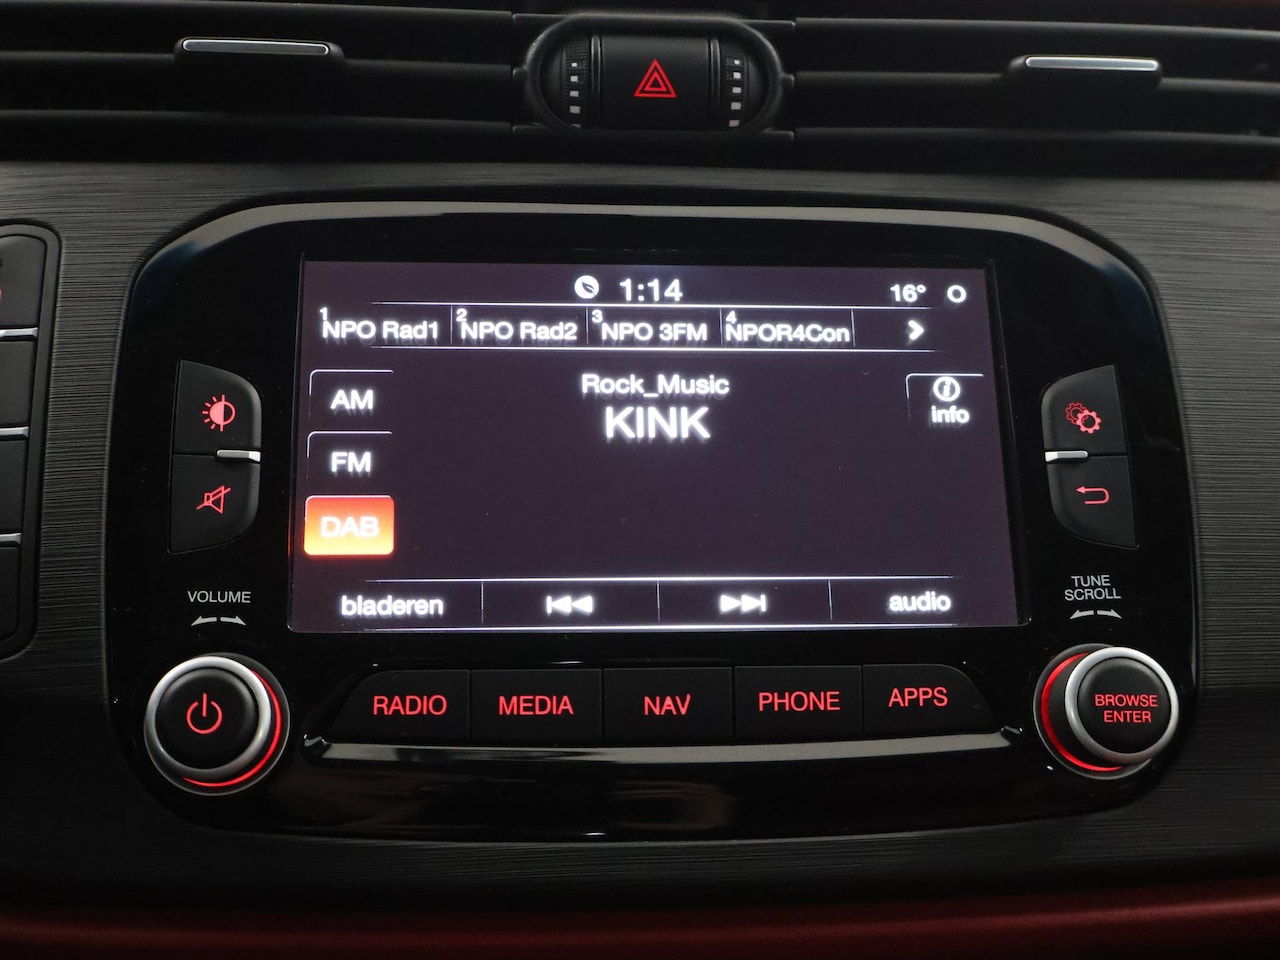 1:14
16° O
1 NPO Rad1 2 NPO Rad2 3 NPO 3FM 4 NPOR4Con
AM
Rock_Music
KINK
info
FM
DAB
bladeren
audio
VOLUME
TUNE
SCROLL
RADIO MEDIA NAV PHONE APPS
BROWSE
ENTER